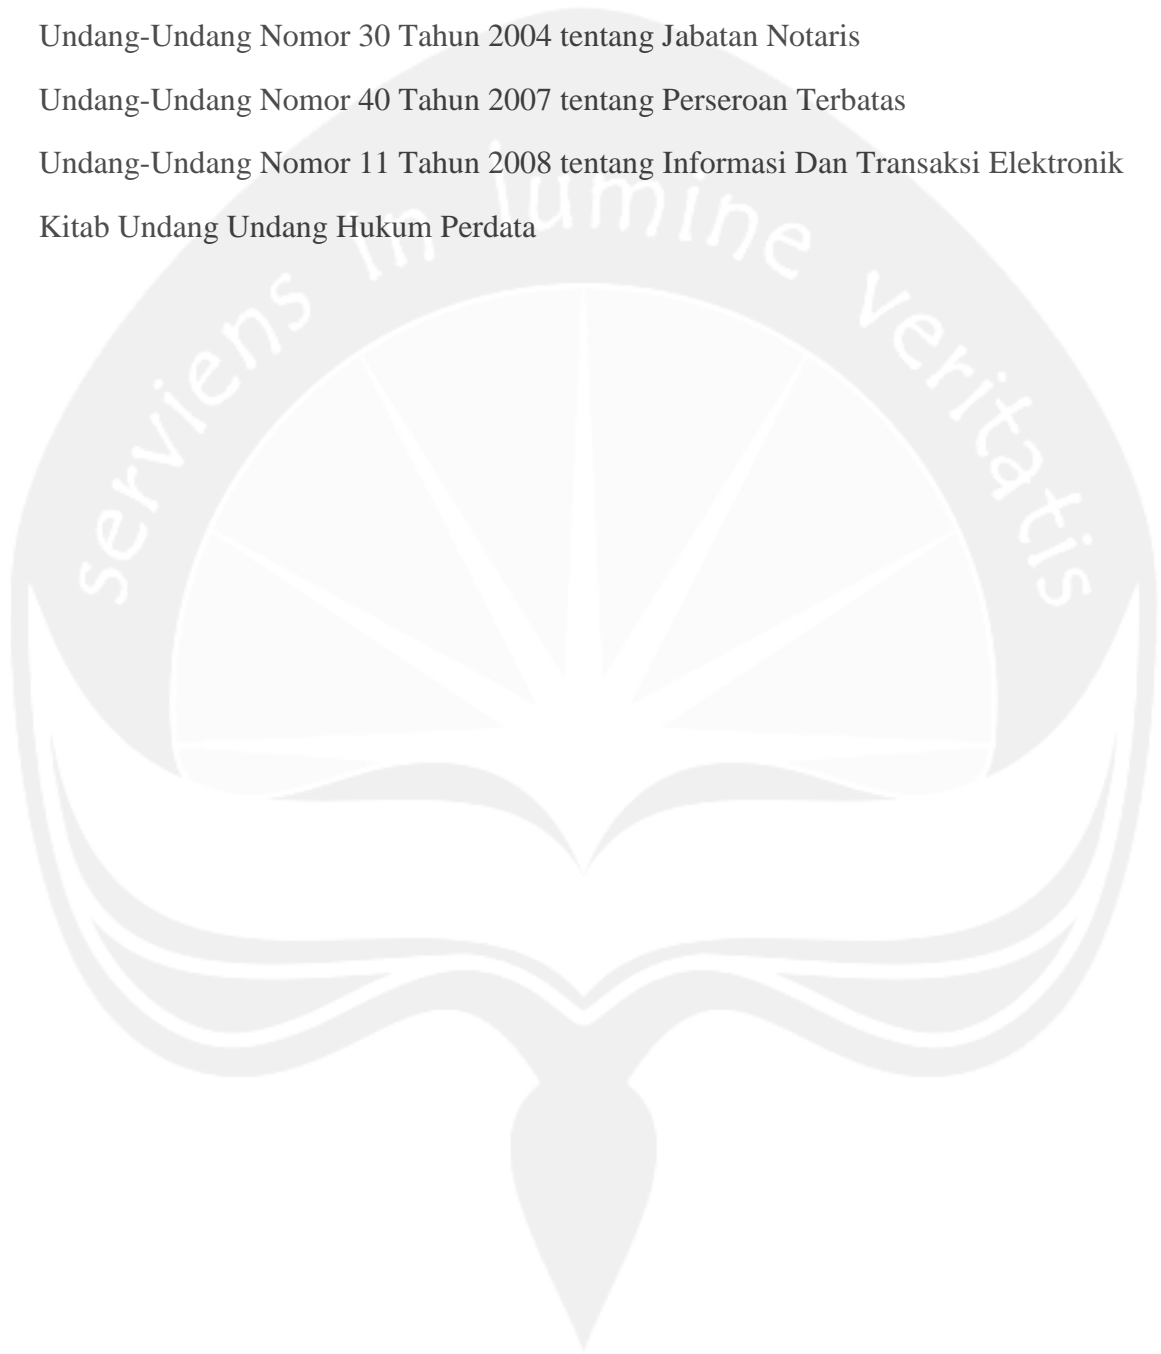 Undang-Undang Nomor 30 Tahun 2004 tentang Jabatan Notaris
Undang-Undang Nomor 40 Tahun 2007 tentang Perseroan Terbatas
Undang-Undang Nomor 11 Tahun 2008 tentang Informasi Dan Transaksi Elektronik
Kitab Undang Undang Hukum Perdata
serviens in lumine veritatis